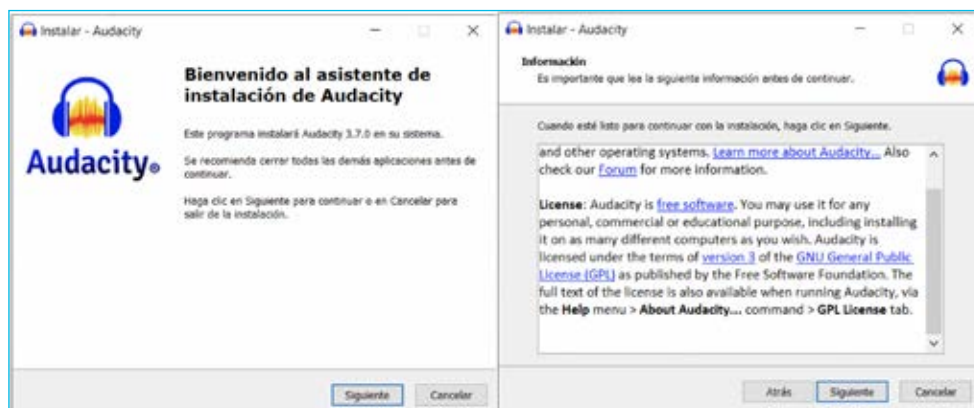 Instalar - Audacity
Bienvenido al asistente de
instalación de Audacity
Este programa instalará Audacity 3.7.0 en su sistema.
Se recomienda cerrar todas las demás aplicaciones antes de
continuar.
Haga clic en Siguiente para continuar o en Cancelar para
salir de la instalación.
Audacity®
Siguiente
Cancelar
Instalar - Audacity
Información
Es importante que lea la siguiente información antes de continuar.
Cuando esté listo para continuar con la instalación, haga clic en Siguiente.
and other operating systems. Learn more about Audacity... Also
check our Forum for more information.
License: Audacity is free software. You may use it for any
personal, commercial or educational purpose, including installing
it on as many different computers as you wish. Audacity is
licensed under the terms of version 3 of the GNU General Public
License (GPL) as published by the Free Software Foundation. The
full text of the license is also available when running Audacity, via
the Help menu > About Audacity.... command > GPL License tab.
Atrás
Siguiente
Cancelar